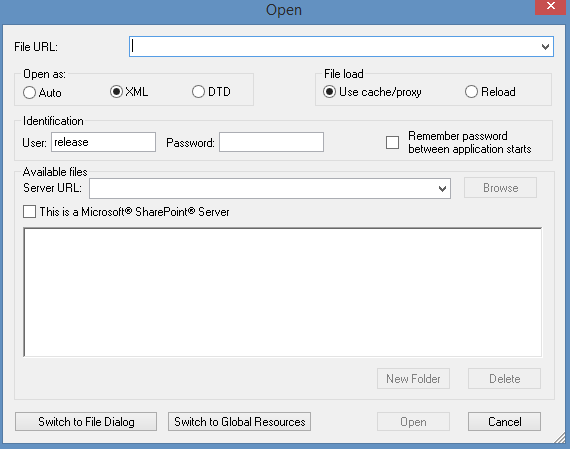 Open
File URL:
Open as:
Auto XML DTD
File load
Use cache/proxy Reload
Identification
User: release Password:
Remember password
between application starts
Available files
Server URL: Browse
This is a Microsoft® SharePoint® Server
New Folder Delete
Switch to File Dialog Switch to Global Resources Open Cancel